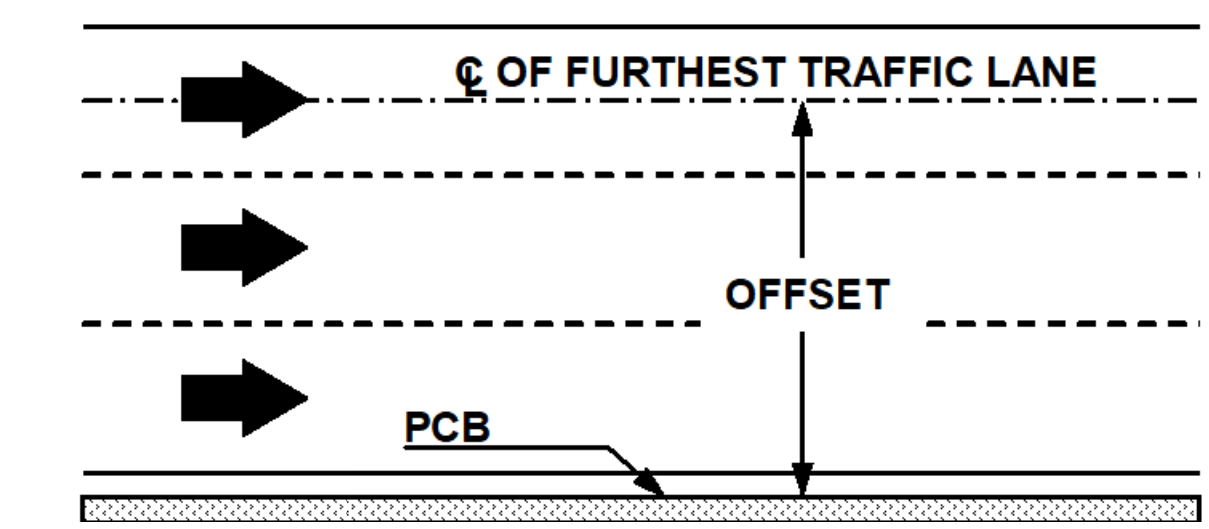 ℄ OF FURTHEST TRAFFIC LANE
OFFSET
PCB